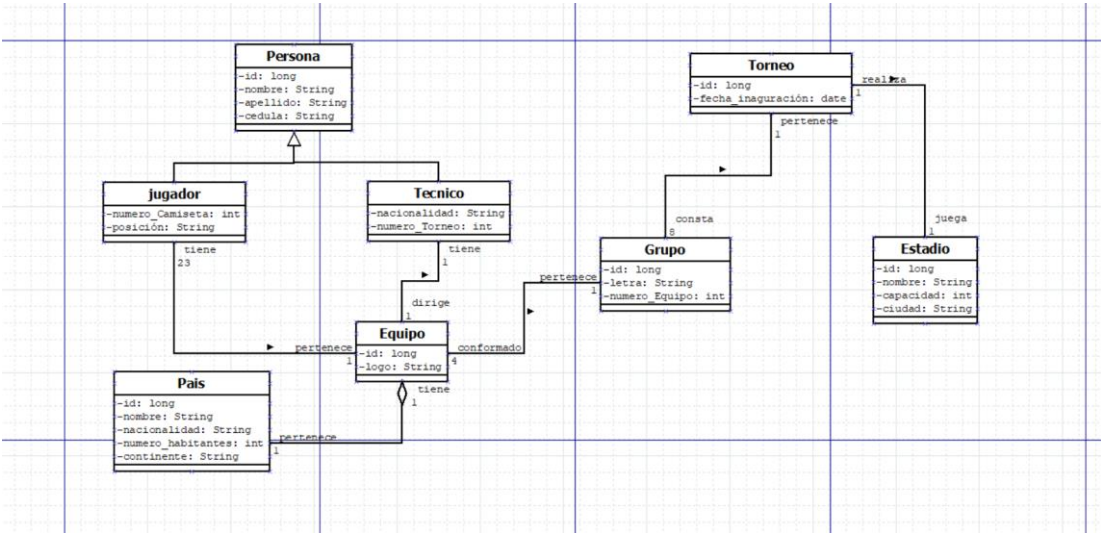 Persona
-id: long
-nombre: String
-apellido: String
-cedula: String
Torneo
-id: long
-fecha_inaguración: date
realiza
1
pertenece
1
jugador
-numero_Camiseta: int
-posición: String
tiene
23
Tecnico
-nacionalidad: String
-numero_Torneo: int
tiene
1
consta
8
Grupo
-id: long
-letra: String
-numero_Equipo: int
pertenece
1
juega
1
Estadio
-id: long
-nombre: String
-capacidad: int
-ciudad: String
dirige
1
Equipo
-id: long
-logo: String
pertenece
1
conformado
4
tiene
1
Pais
-id: long
-nombre: String
-nacionalidad: String
-numero_habitantes: int
-continente: String
pertenece
1